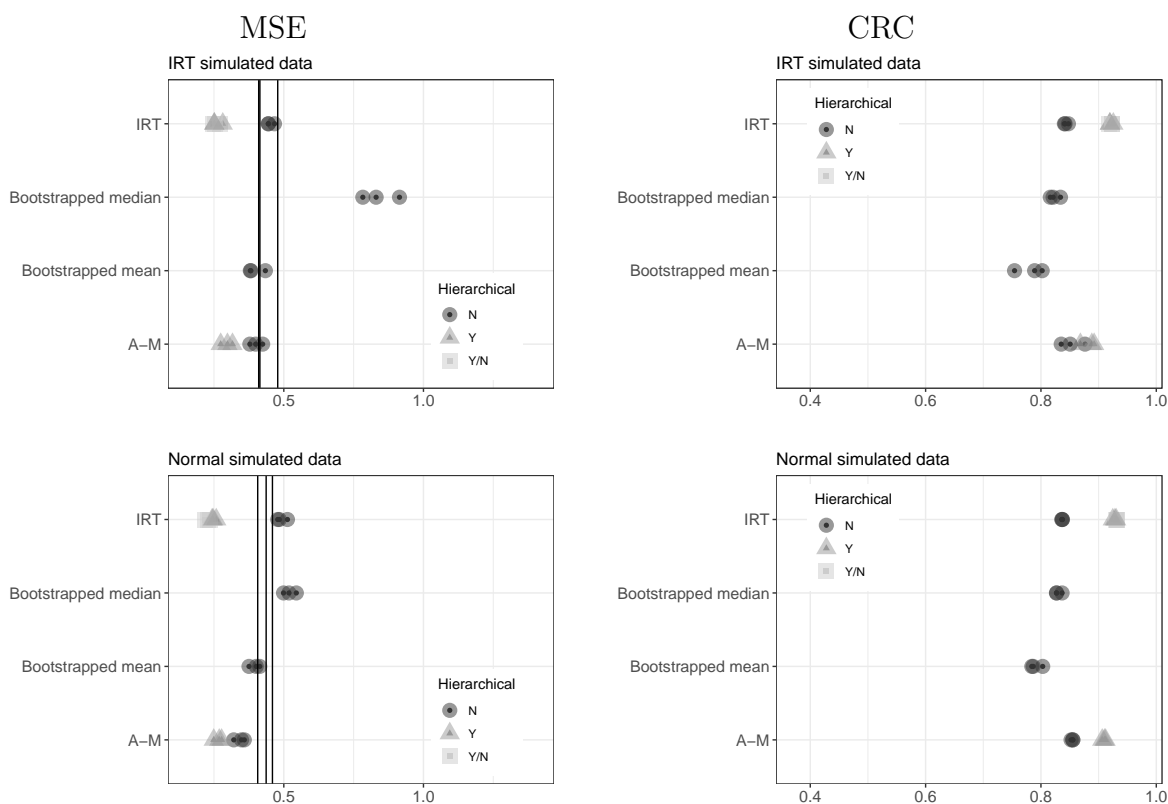 MSE
IRT simulated data
IRT
Bootstrapped median
Bootstrapped mean
A−M
Hierarchical
N
Y
Y/N
0.5
1.0
CRC
IRT simulated data
Hierarchical
N
Y
Y/N
IRT
Bootstrapped median
Bootstrapped mean
A−M
0.4
0.6
0.8
1.0
Normal simulated data
IRT
Bootstrapped median
Bootstrapped mean
A−M
Hierarchical
N
Y
Y/N
0.5
1.0
Normal simulated data
Hierarchical
N
Y
Y/N
IRT
Bootstrapped median
Bootstrapped mean
A−M
0.4
0.6
0.8
1.0